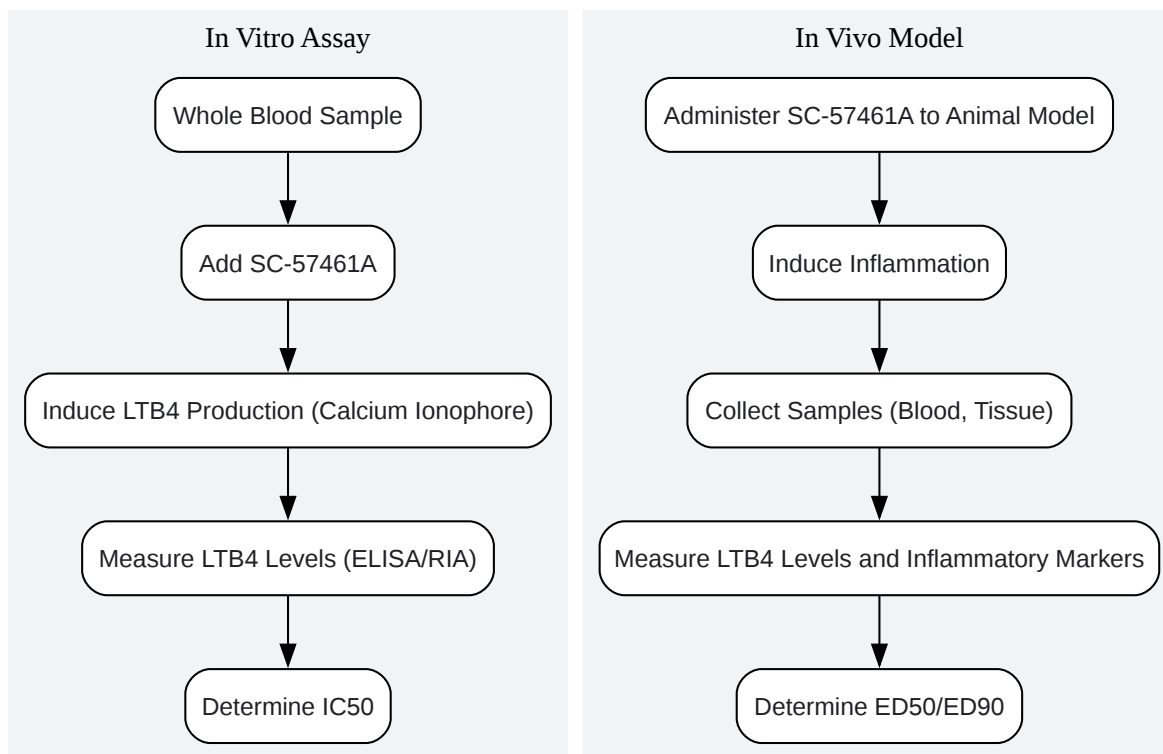 In Vitro Assay
Whole Blood Sample
Add SC-57461A
Induce LTB4 Production (Calcium Ionophore)
Measure LTB4 Levels (ELISA/RIA)
Determine IC50
In Vivo Model
Administer SC-57461A to Animal Model
Induce Inflammation
Collect Samples (Blood, Tissue)
Measure LTB4 Levels and Inflammatory Markers
Determine ED50/ED90